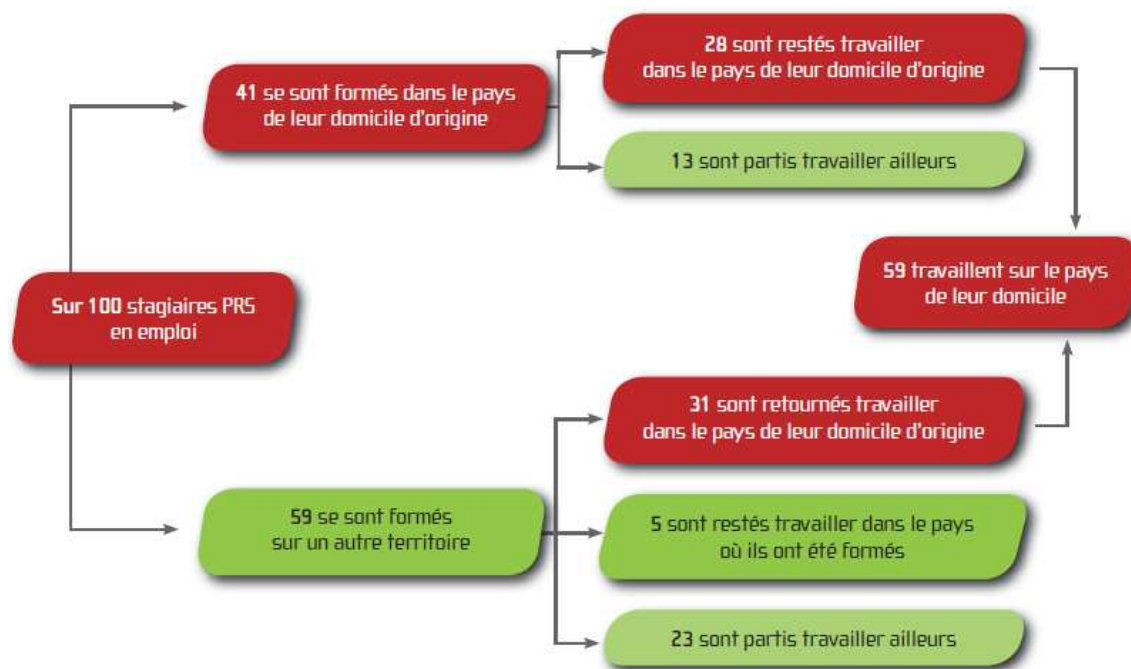 28 sont restés travailler
dans le pays de leur domicile d'origine
41 se sont formés dans le pays
de leur domicile d'origine
13 sont partis travailler ailleurs
59 travaillent sur le pays
de leur domicile
Sur 100 stagiaires PRS
en emploi
31 sont retournés travailler
dans le pays de leur domicile d'origine
59 se sont formés
sur un autre territoire
5 sont restés travailler dans le pays
où ils ont été formés
23 sont partis travailler ailleurs